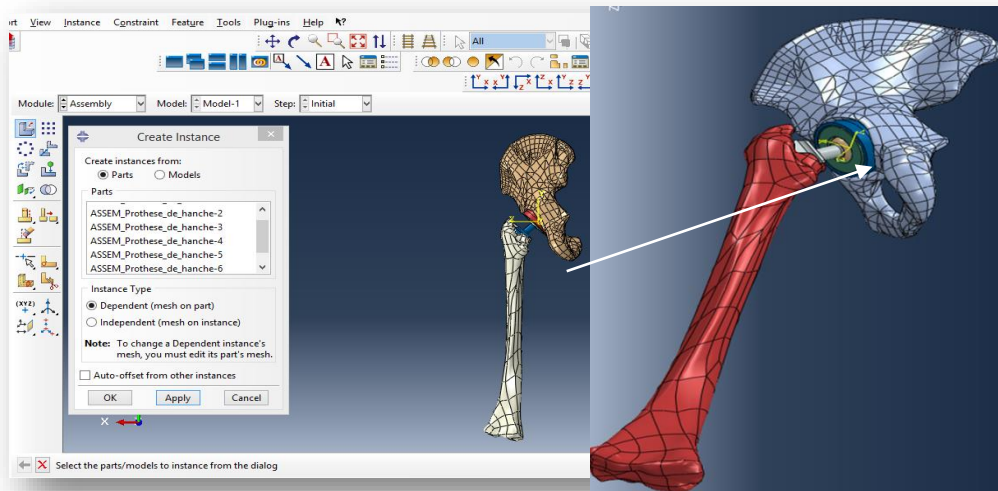 ort View Instance Constraint Feature Tools Plug-ins Help
All
Module: Assembly Model: Model-1 Step: Initial
Create Instance
Create instances from:
Parts Models
Parts
ASSEM_Prothese_de_hanche-2
ASSEM_Prothese_de_hanche-3
ASSEM_Prothese_de_hanche-4
ASSEM_Prothese_de_hanche-5
ASSEM_Prothese_de_hanche-6
Instance Type
Dependent (mesh on part)
Independent (mesh on instance)
Note: To change a Dependent instance's
mesh, you must edit its part's mesh.
Auto-offset from other instances
OK Apply Cancel
(XYZ)
X
Select the parts/models to instance from the dialog